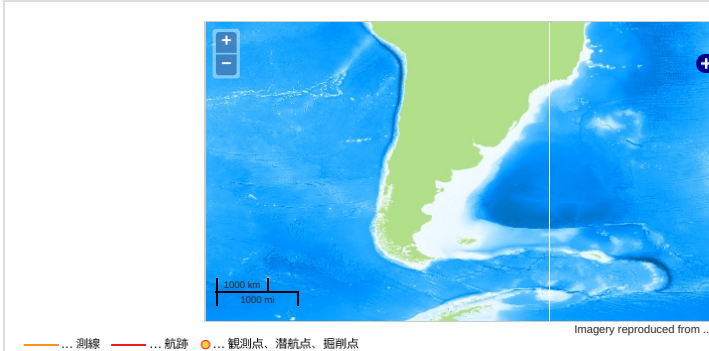 +
−
1000 km
1000 mi
Imagery reproduced from ..
... 測線 ... 航跡 ... 観測点、潜航点、掘削点